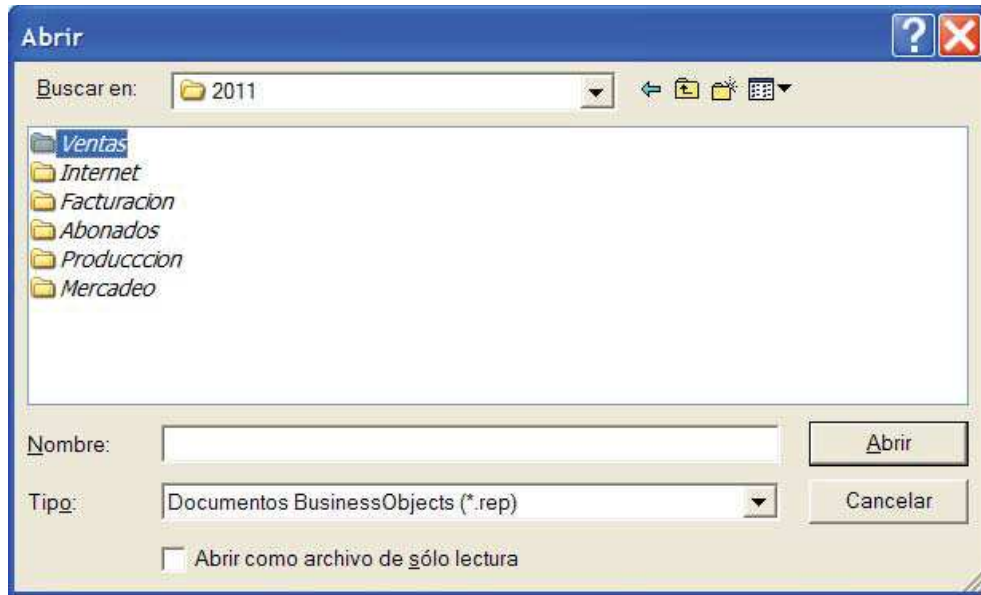 Abrir
Buscar en: 2011
Ventas
Internet
Facturacion
Abonados
Producccion
Mercadeo
Nombre: Abrir
Tipo: Documentos BusinessObjects (*.rep) Cancelar
Abrir como archivo de sólo lectura